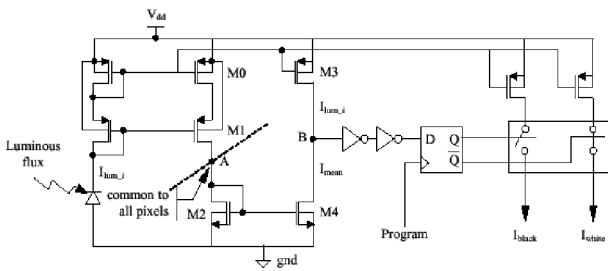 Vdd
M0
M3
M1
Ilum_i
Luminous
flux
A
B
D
Q
Q
Ilum_i
common to
all pixels
Imean
M2
M4
Program
Iblack
Iwhite
gnd